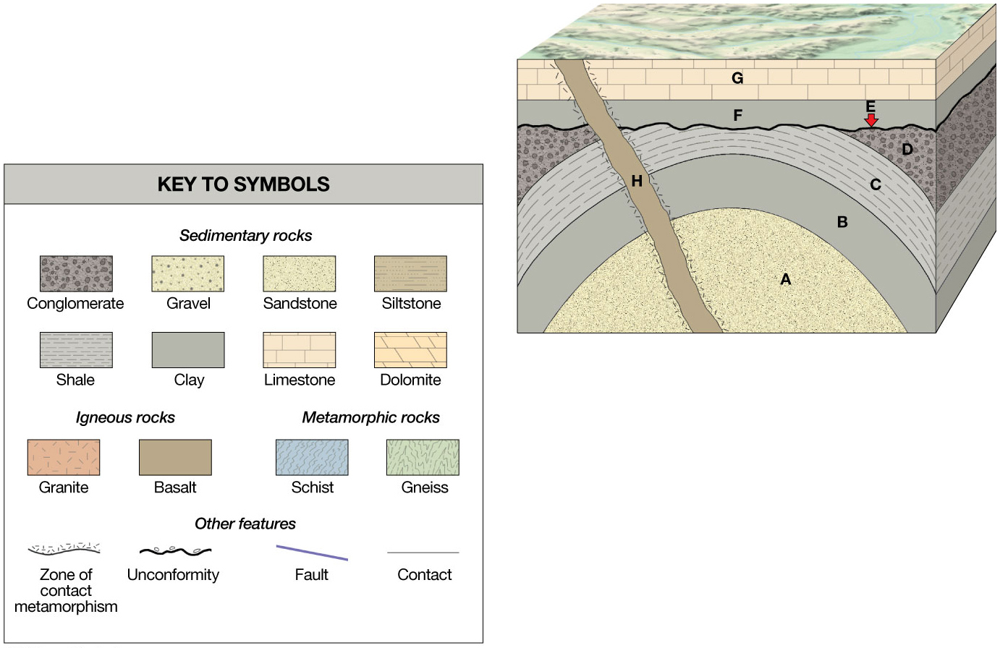 KEY TO SYMBOLS
Sedimentary rocks
Conglomerate
Gravel
Sandstone
Siltstone
Shale
Clay
Limestone
Dolomite
Igneous rocks
Metamorphic rocks
Granite
Basalt
Schist
Gneiss
Other features
Zone of
contact
metamorphism
Unconformity
Fault
Contact
G
F
E
D
C
H
B
A